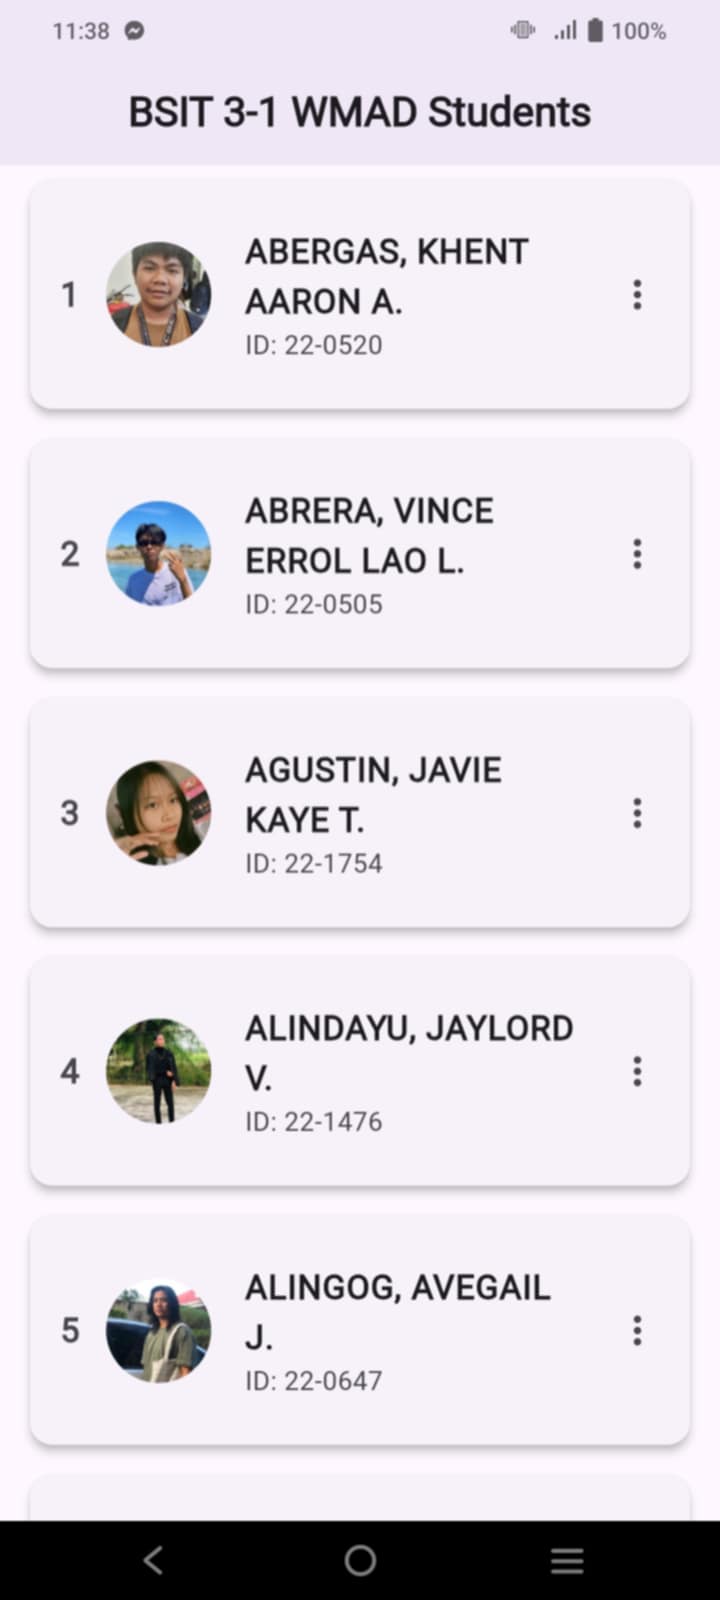 11:38 100%
BSIT 3-1 WMAD Students
1
ABERGAS, KHENT
AARON A.
ID: 22-0520
2
ABRERA, VINCE
ERROL LAO L.
ID: 22-0505
3
AGUSTIN, JAVIE
KAYE T.
ID: 22-1754
4
ALINDAYU, JAYLORD
V.
ID: 22-1476
5
ALINGOG, AVEGAIL
J.
ID: 22-0647